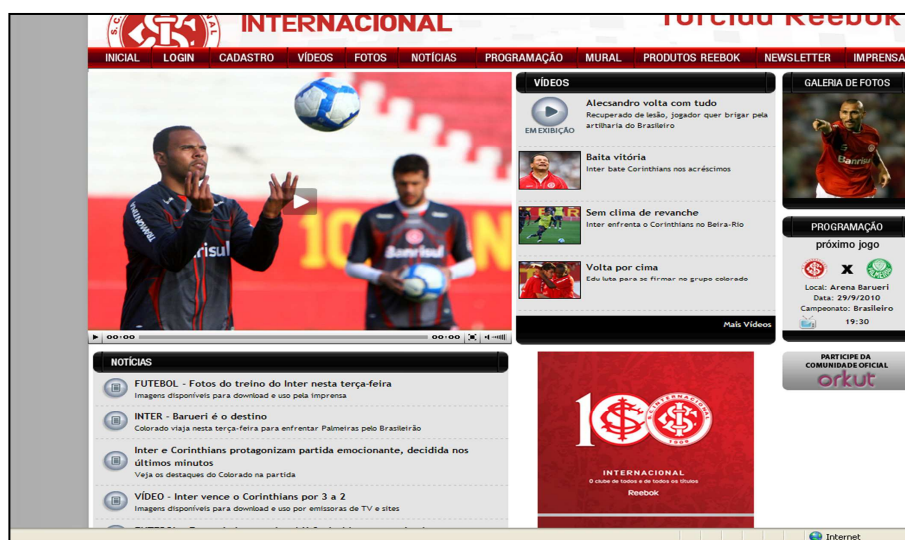 INTERNACIONAL
Torcida Reebok
INICIAL LOGIN CADASTRO VÍDEOS FOTOS NOTÍCIAS PROGRAMAÇÃO MURAL PRODUTOS REEBOK NEWSLETTER IMPRENSA
TRAMONTINA
Banrisul
Banrisul
00:00 00:00
VÍDEOS
EM EXIBIÇÃO
Alecsandro volta com tudo
Recuperado de lesão, jogador quer brigar pela
artilharia do Brasileiro
Baita vitória
Inter bate Corinthians nos acréscimos
Sem clima de revanche
Inter enfrenta o Corinthians no Beira-Rio
Volta por cima
Edu luta para se firmar no grupo colorado
Mais Vídeos
GALERIA DE FOTOS
Banrisul
PROGRAMAÇÃO
próximo jogo
X
Local: Arena Barueri
Data: 29/9/2010
Campeonato: Brasileiro
19:30
PARTICIPE DA
COMUNIDADE OFICIAL
orkut
NOTÍCIAS
FUTEBOL - Fotos do treino do Inter nesta terça-feira
Imagens disponíveis para download e uso pela imprensa
INTER - Barueri é o destino
Colorado viaja nesta terça-feira para enfrentar Palmeiras pelo Brasileirão
Inter e Corinthians protagonizam partida emocionante, decidida nos
últimos minutos
Veja os destaques do Colorado na partida
VÍDEO - Inter vence o Corinthians por 3 a 2
Imagens disponíveis para download e uso por emissoras de TV e sites
100
S.C. INTERNACIONAL
1909
INTERNACIONAL
O clube de todos e de todos os títulos
Reebok
Internet